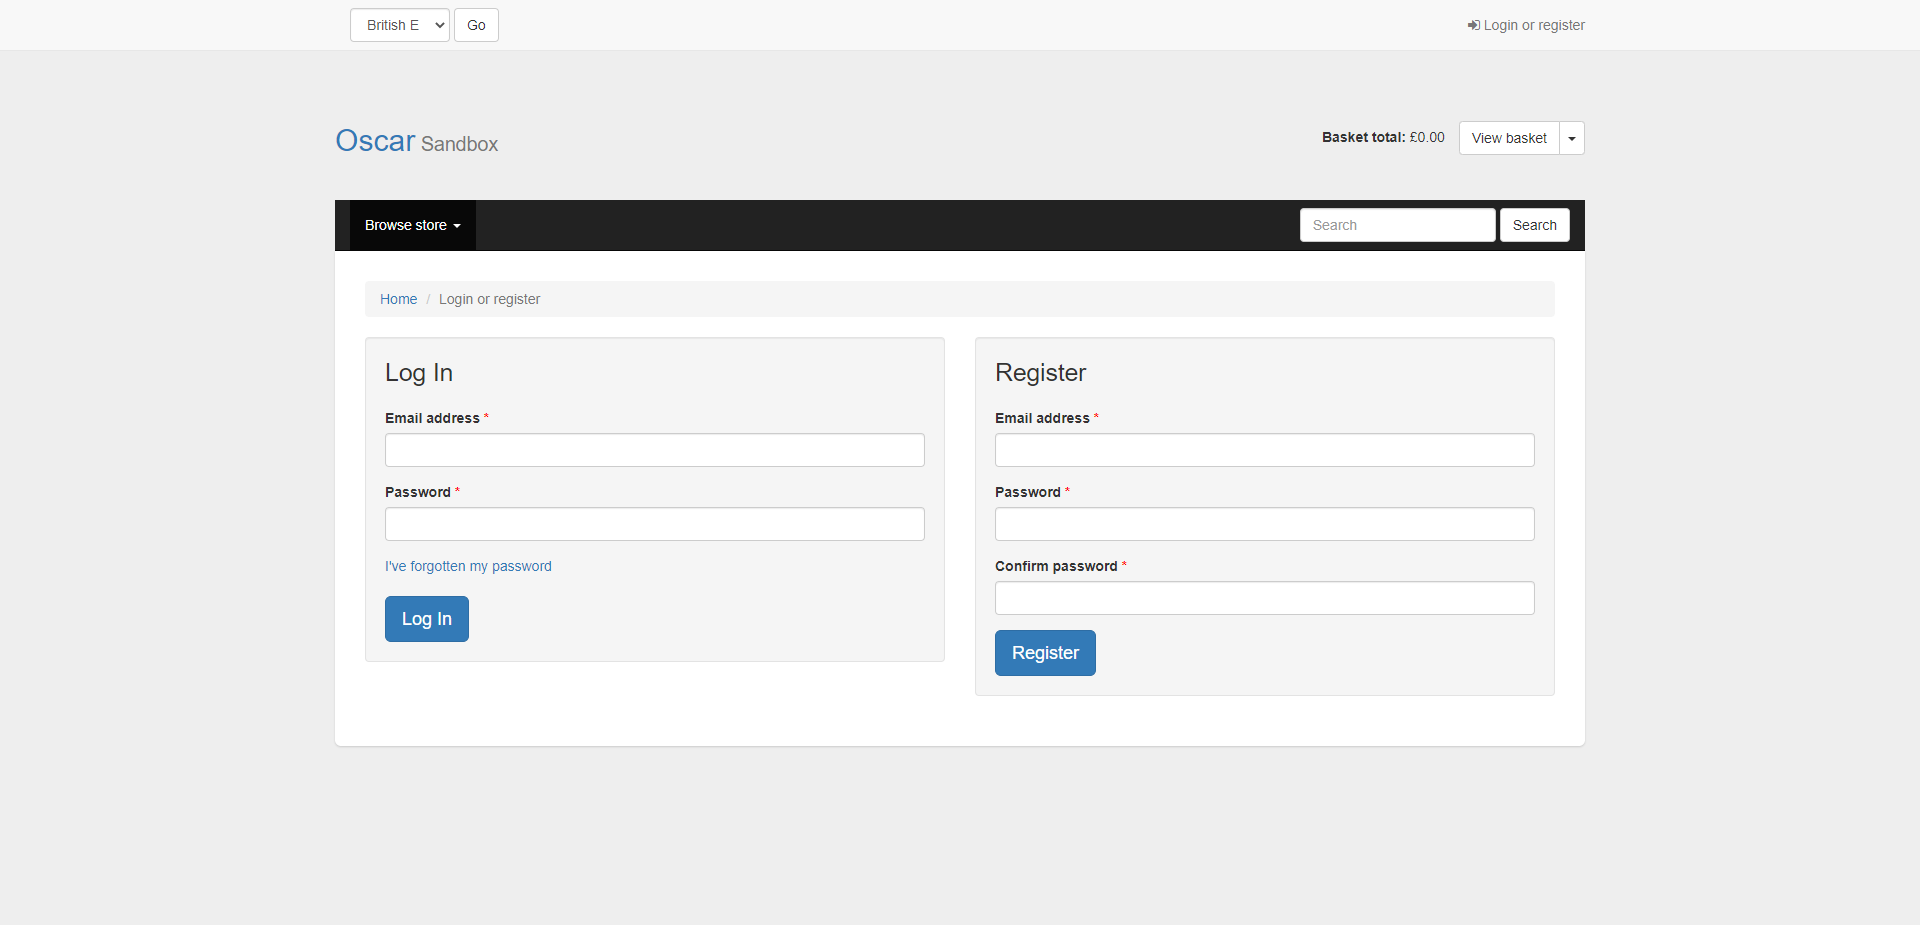 British E
Go
Login or register
Oscar Sandbox
Basket total: £0.00
View basket
Browse store
Search
Search
Home / Login or register
Log In
Email address *
Password *
I've forgotten my password
Log In
Register
Email address *
Password *
Confirm password *
Register